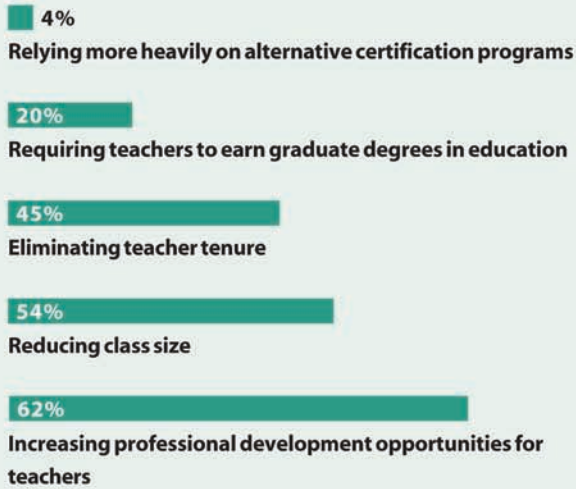 4%
Relying more heavily on alternative certification programs
20%
Requiring teachers to earn graduate degrees in education
45%
Eliminating teacher tenure
54%
Reducing class size
62%
Increasing professional development opportunities for
teachers